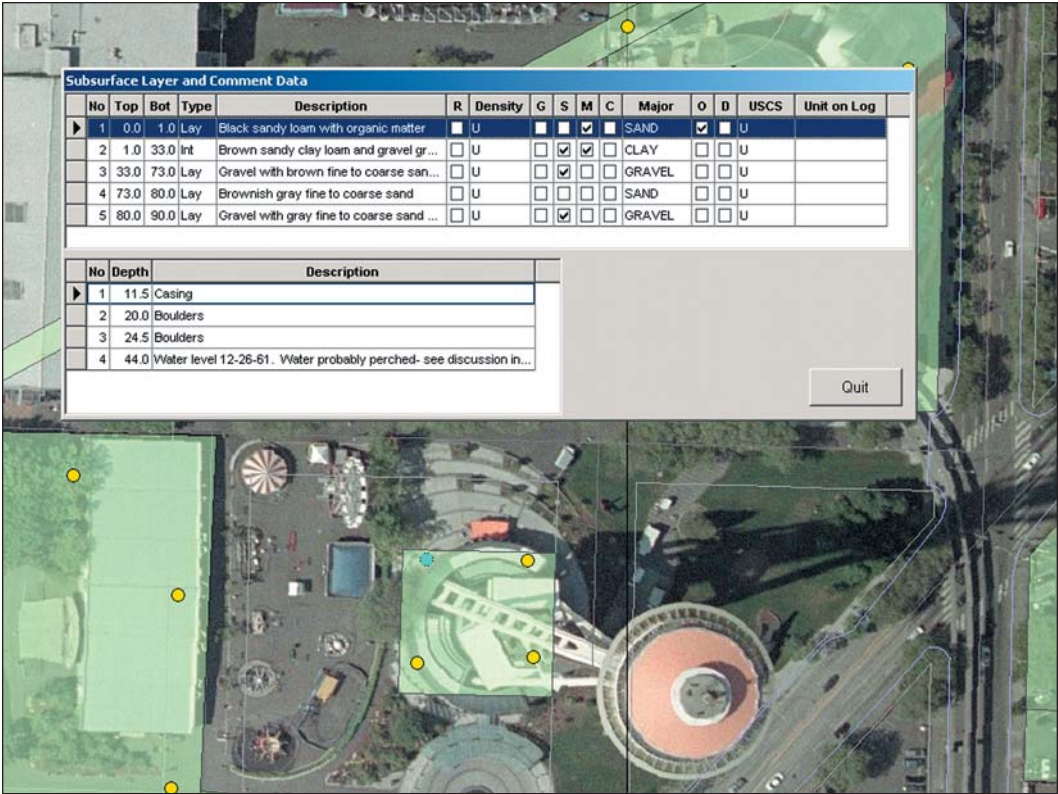 Subsurface Layer and Comment Data
No Top Bot Type Description R Density G S M C Major O D USCS Unit on Log
1 0.0 1.0 Lay Black sandy loam with organic matter U SAND U
2 1.0 33.0 Int Brown sandy clay loam and gravel gr... U CLAY U
3 33.0 73.0 Lay Gravel with brown fine to coarse san... U GRAVEL U
4 73.0 80.0 Lay Brownish gray fine to coarse sand U SAND U
5 80.0 90.0 Lay Gravel with gray fine to coarse sand ... U GRAVEL U
No Depth Description
1 11.5 Casing
2 20.0 Boulders
3 24.5 Boulders
4 44.0 Water level 12-26-61. Water probably perched- see discussion in...
Quit